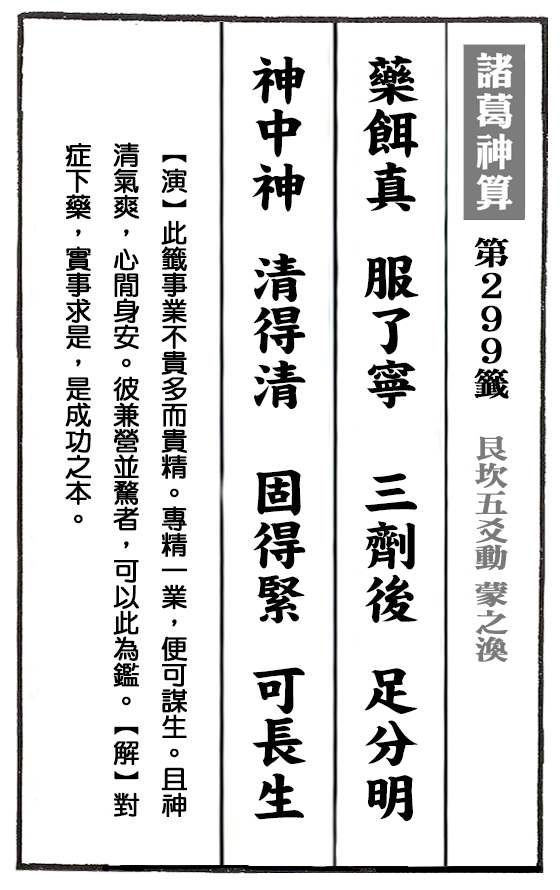 諸葛神算 第299籤 艮坎五爻動 蒙之渙
藥餌真 服了寧 三劑後 足分明
神中神 清得清 固得緊 可長生
【演】此籤事業不貴多而貴精。專精一業，便可謀生。且神
清氣爽，心閒身安。彼兼營並騖者，可以此為鑑。【解】對
症下藥，實事求是，是成功之本。